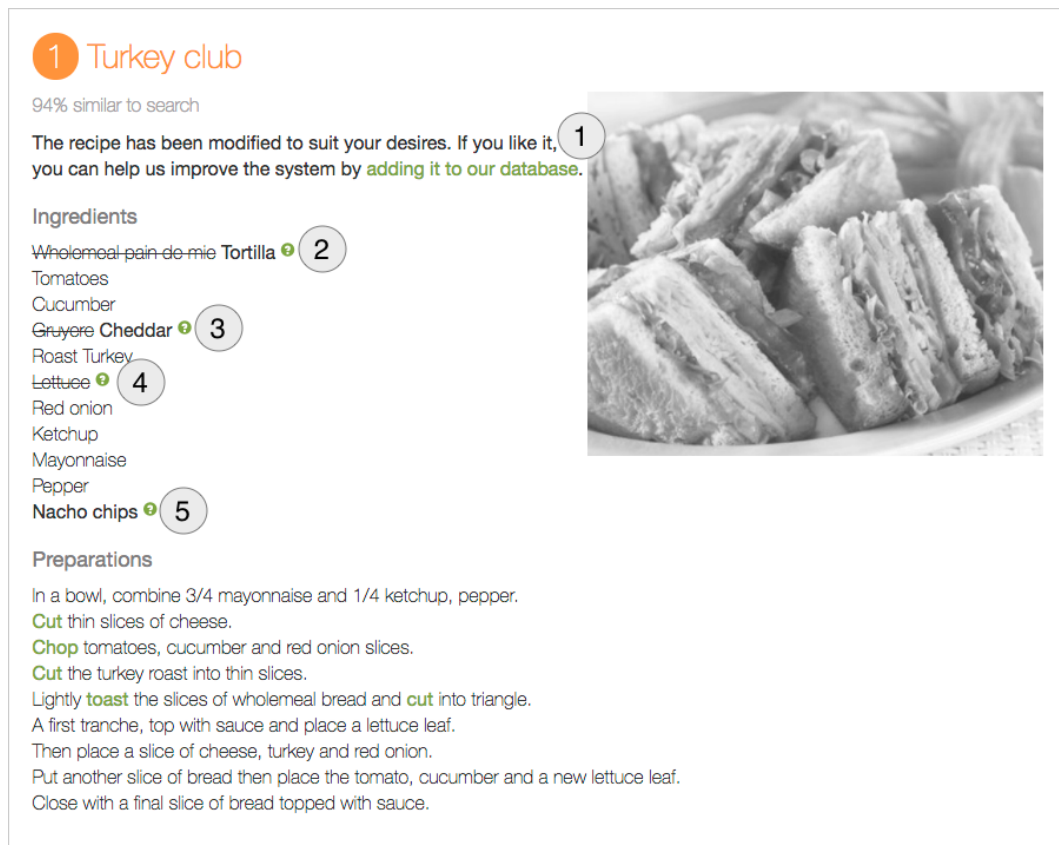 1 Turkey club
94% similar to search
The recipe has been modified to suit your desires. If you like it, 1
you can help us improve the system by adding it to our database.
Ingredients
Wholemeal pain de mie Tortilla ? 2
Tomatoes
Cucumber
Gruyere Cheddar ? 3
Roast Turkey
Lettuce ? 4
Red onion
Ketchup
Mayonnaise
Pepper
Nacho chips ? 5
Preparations
In a bowl, combine 3/4 mayonnaise and 1/4 ketchup, pepper.
Cut thin slices of cheese.
Chop tomatoes, cucumber and red onion slices.
Cut the turkey roast into thin slices.
Lightly toast the slices of wholemeal bread and cut into triangle.
A first tranche, top with sauce and place a lettuce leaf.
Then place a slice of cheese, turkey and red onion.
Put another slice of bread then place the tomato, cucumber and a new lettuce leaf.
Close with a final slice of bread topped with sauce.